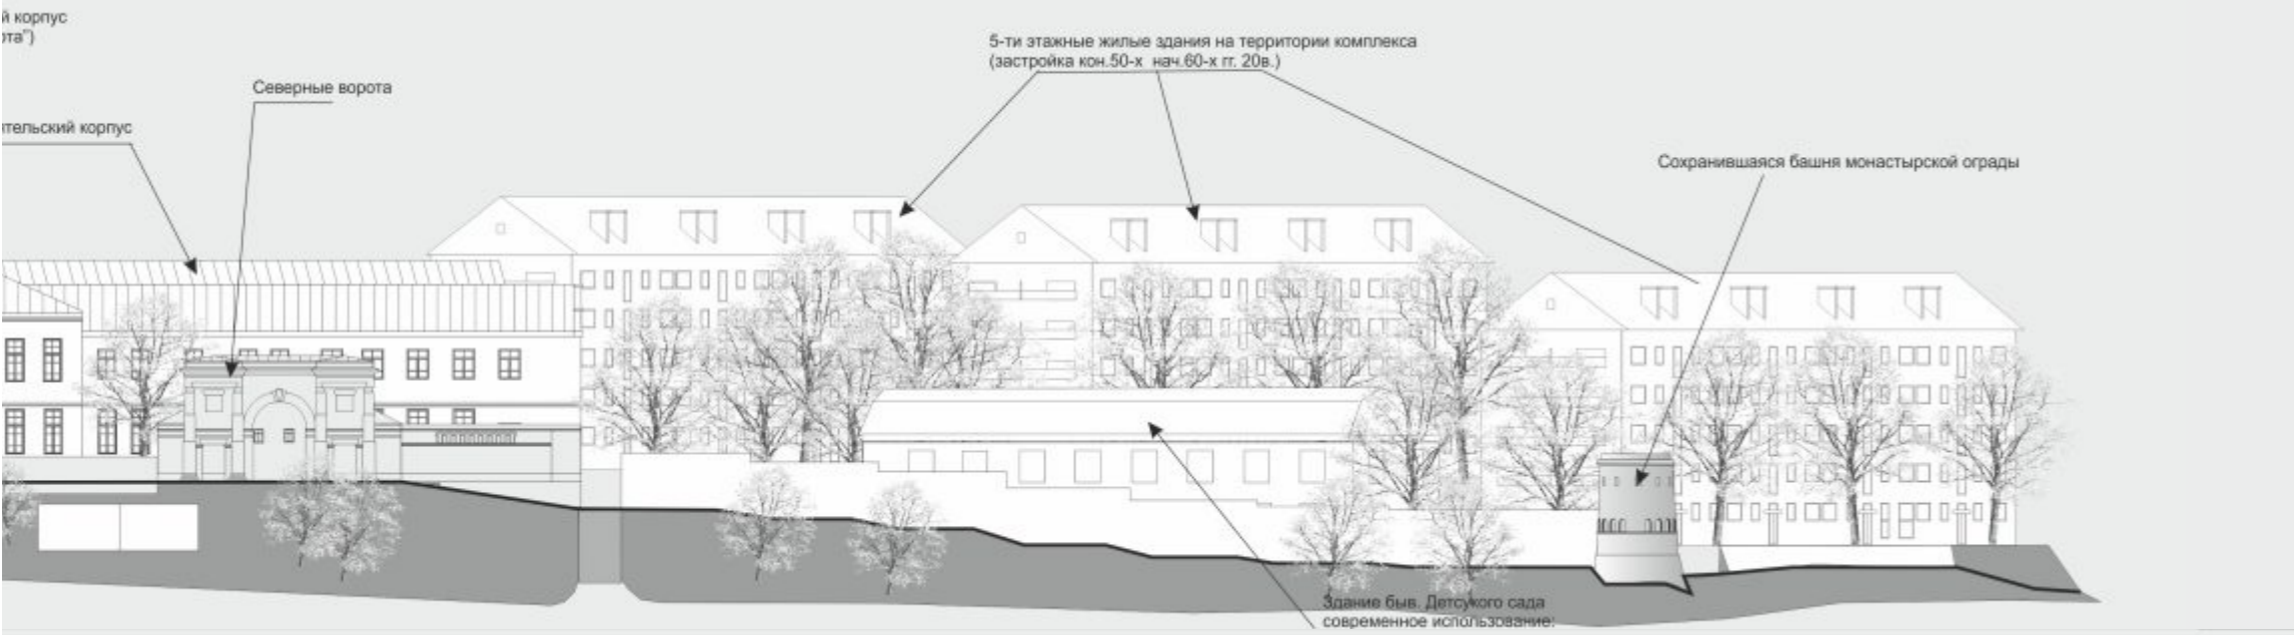 й корпус
ота")
5-ти этажные жилые здания на территории комплекса
(застройка кон.50-х нач.60-х гг. 20в.)
Северные ворота
тельский корпус
Сохранившаяся башня монастырской ограды
Здание быв. Детсукого сада
современное использование: